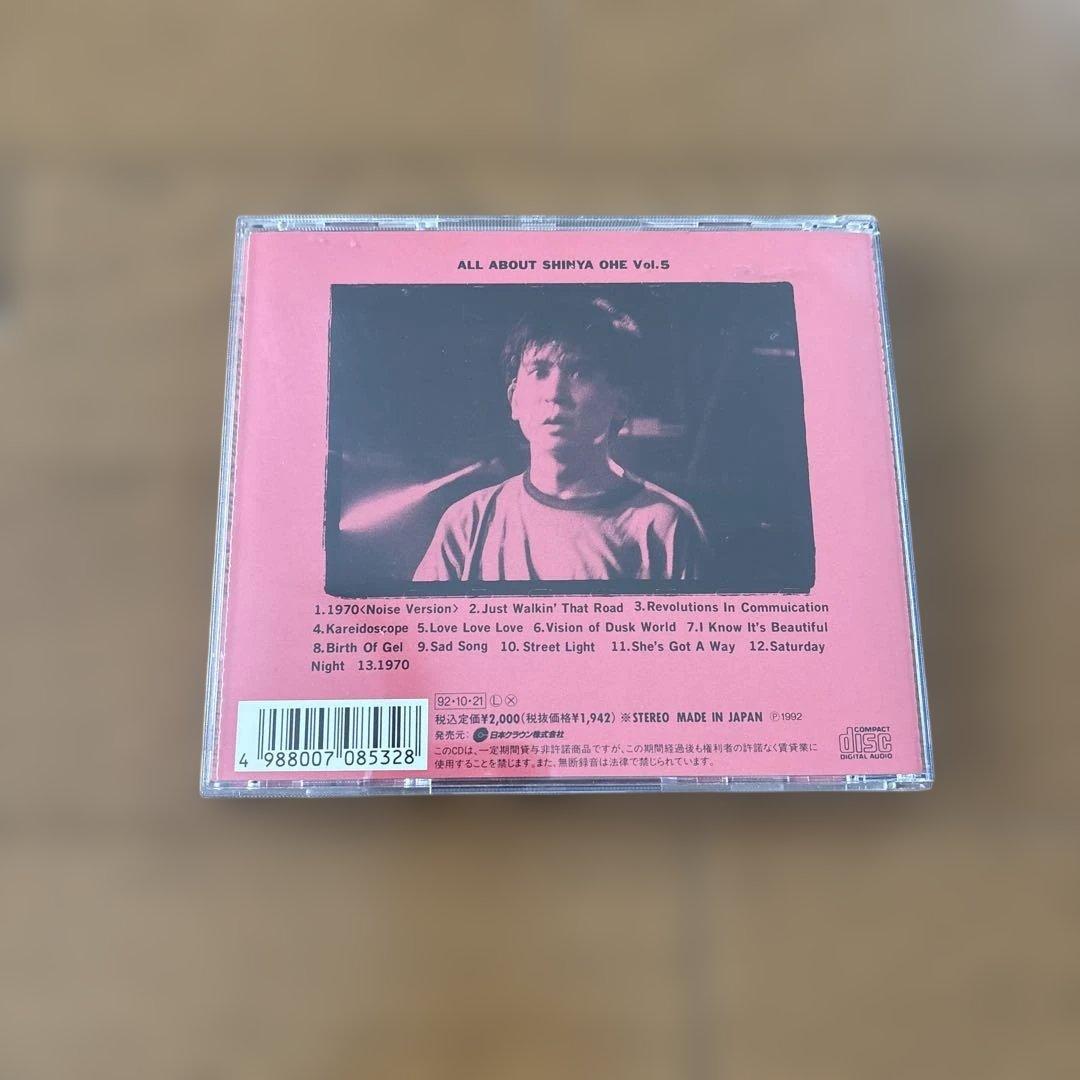 ALL ABOUT SHINYA OHE Vol.5
1.1970<Noise Version> 2.Just Walkin' That Road 3.Revolutions In Commuication
4.Kareidoscope 5.Love Love Love 6.Vision of Dusk World 7.I Know It's Beautiful
8.Birth Of Gel 9.Sad Song 10. Street Light 11.She's Got A Way 12.Saturday
Night 13.1970
92・10・21 Ⓛ Ⓧ
税込定価¥2,000(税抜価格¥1,942) ※STEREO MADE IN JAPAN Ⓟ1992
発売元: 日本クラウン株式会社
このCDは、一定期間貸与非許諾商品ですが、この期間経過後も権利者の許諾なく賃貸業に
使用することを禁じます。また、無断録音は法律で禁じられています。
4 988007 085328
COMPACT
disc
DIGITAL AUDIO